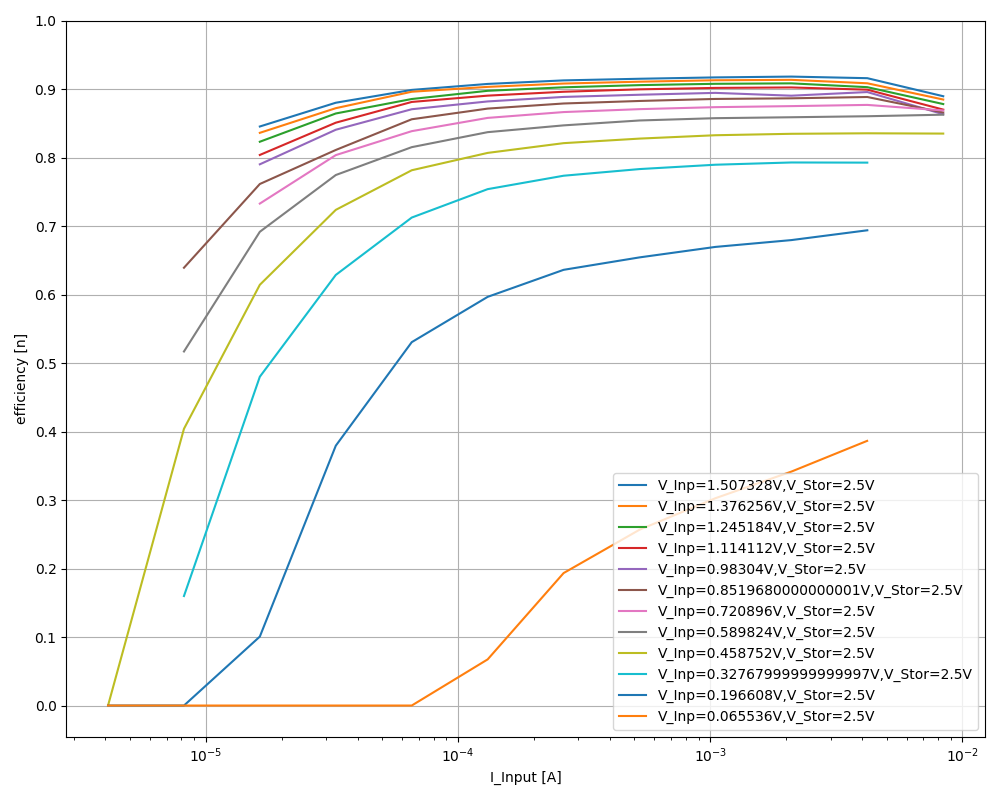 1.0
0.9
0.8
0.7
0.6
0.5
0.4
0.3
0.2
0.1
0.0
efficiency [n]
V_Inp=1.507328V,V_Stor=2.5V
V_Inp=1.376256V,V_Stor=2.5V
V_Inp=1.245184V,V_Stor=2.5V
V_Inp=1.114112V,V_Stor=2.5V
V_Inp=0.98304V,V_Stor=2.5V
V_Inp=0.8519680000000001V,V_Stor=2.5V
V_Inp=0.720896V,V_Stor=2.5V
V_Inp=0.589824V,V_Stor=2.5V
V_Inp=0.458752V,V_Stor=2.5V
V_Inp=0.32767999999999997V,V_Stor=2.5V
V_Inp=0.196608V,V_Stor=2.5V
V_Inp=0.065536V,V_Stor=2.5V
10⁻⁵ 10⁻⁴ 10⁻³ 10⁻²
I_Input [A]